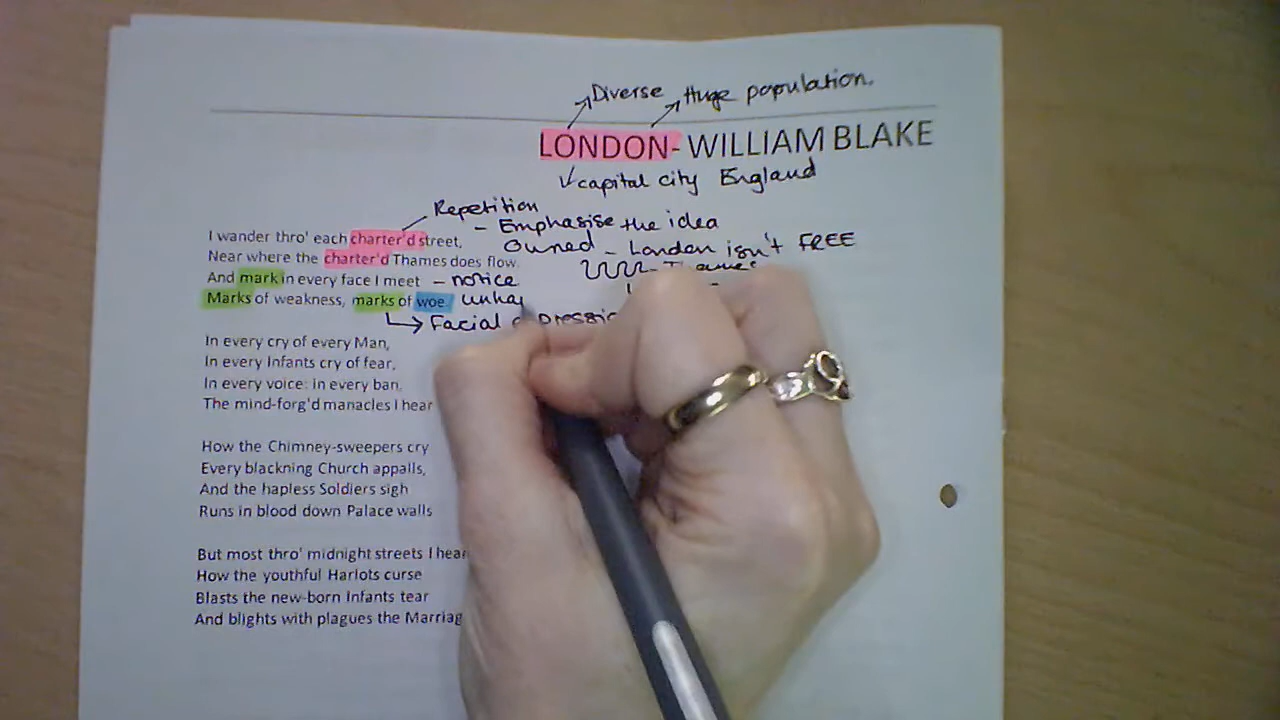 Diverse Huge population.
LONDON- WILLIAM BLAKE
capital city England
Repetition
- Emphasise the idea
I wander thro' each charter'd street,
Owned - London isn't FREE
Near where the charter'd Thames does flow.
And mark in every face I meet - notice
Marks of weakness, marks of woe.
Facial
In every cry of every Man,
In every Infants cry of fear,
In every voice: in every ban.
The mind-forg'd manacles I hear
How the Chimney-sweepers cry
Every blackning Church appalls,
And the hapless Soldiers sigh
Runs in blood down Palace walls
But most thro' midnight streets I hear
How the youthful Harlots curse
Blasts the new-born Infants tear
And blights with plagues the Marriag